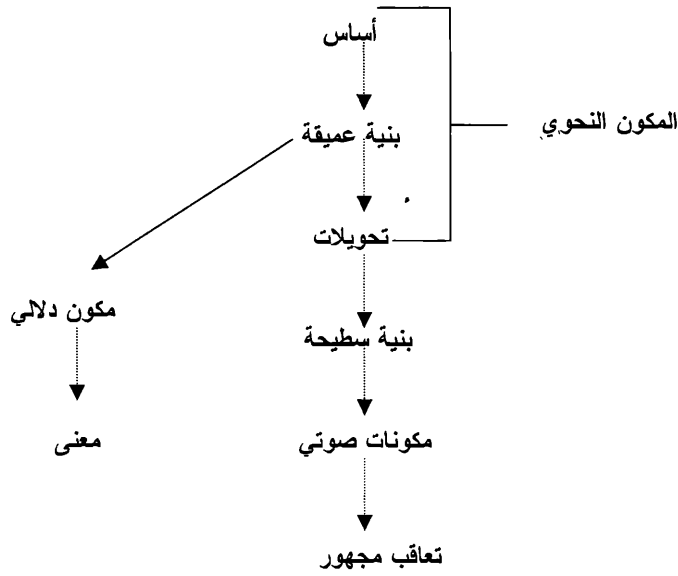 أساس
المكون النحوي
بنية عميقة
تحويلات
مكون دلالي
بنية سطيحة
معنى
مكونات صوتي
تعاقب مجهور